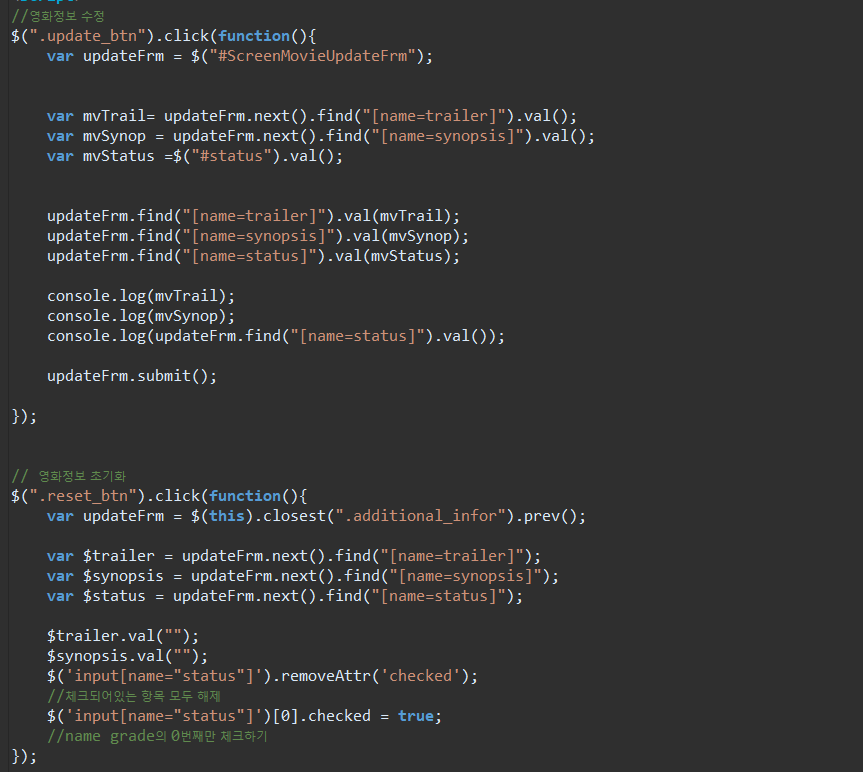 //영화정보 수정
$(".update_btn").click(function(){
    var updateFrm = $("#ScreenMovieUpdateFrm");
    var mvTrail= updateFrm.next().find("[name=trailer]").val();
    var mvSynop = updateFrm.next().find("[name=synopsis]").val();
    var mvStatus =$("#status").val();
    updateFrm.find("[name=trailer]").val(mvTrail);
    updateFrm.find("[name=synopsis]").val(mvSynop);
    updateFrm.find("[name=status]").val(mvStatus);
    console.log(mvTrail);
    console.log(mvSynop);
    console.log(updateFrm.find("[name=status]").val());
    updateFrm.submit();
});
// 영화정보 초기화
$(".reset_btn").click(function(){
    var updateFrm = $(this).closest(".additional_infor").prev();
    var $trailer = updateFrm.next().find("[name=trailer]");
    var $synopsis = updateFrm.next().find("[name=synopsis]");
    var $status = updateFrm.next().find("[name=status]");
    $trailer.val("");
    $synopsis.val("");
    $('input[name="status"]').removeAttr('checked');
    //체크되어있는 항목 모두 해제
    $('input[name="status"]')[0].checked = true;
    //name grade의 0번째만 체크하기
});